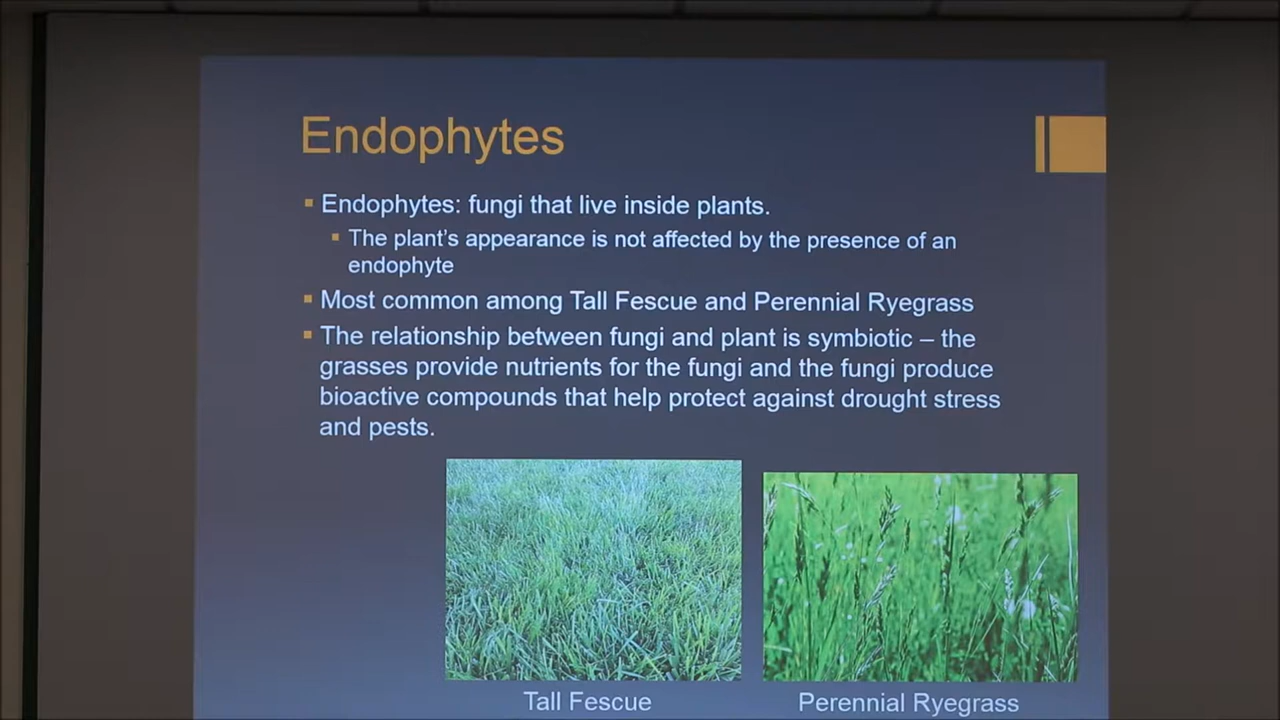 Endophytes
Endophytes: fungi that live inside plants.
The plant's appearance is not affected by the presence of an
endophyte
Most common among Tall Fescue and Perennial Ryegrass
The relationship between fungi and plant is symbiotic – the
grasses provide nutrients for the fungi and the fungi produce
bioactive compounds that help protect against drought stress
and pests.
Tall Fescue
Perennial Ryegrass